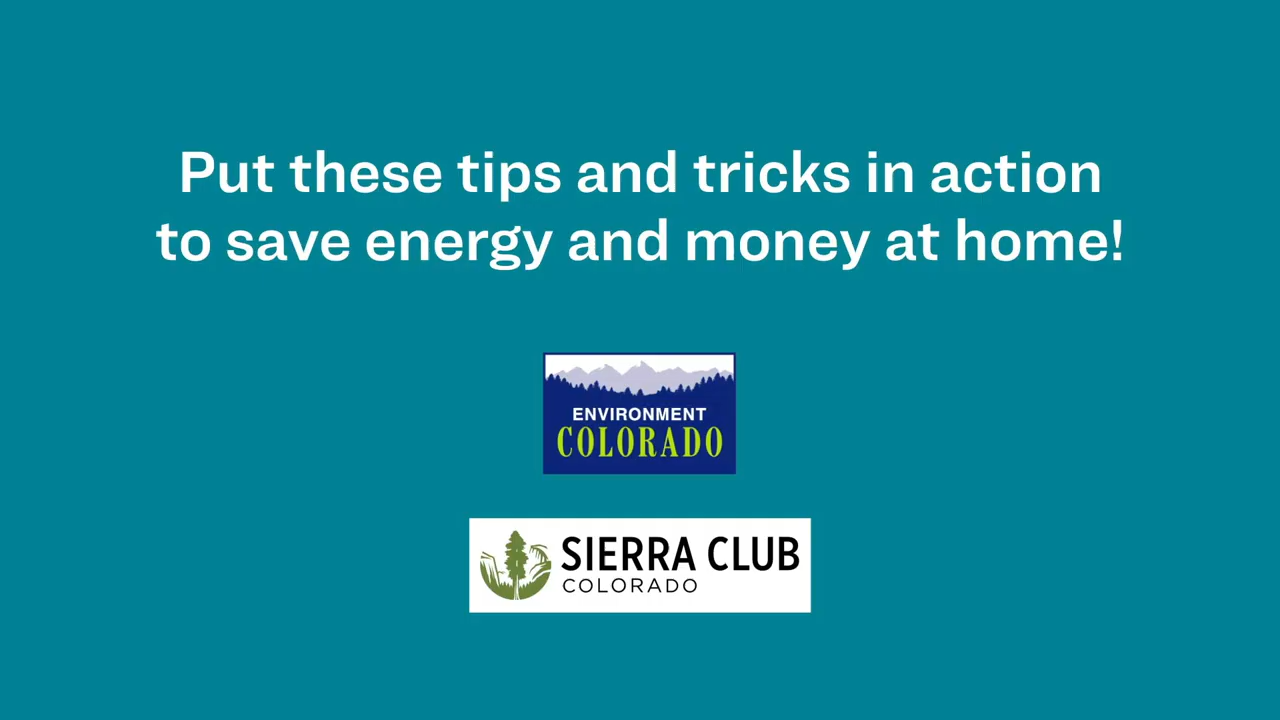 Put these tips and tricks in action
to save energy and money at home!
ENVIRONMENT
COLORADO
SIERRA CLUB
COLORADO